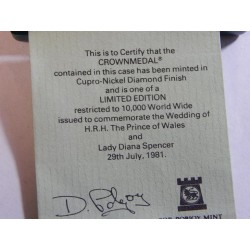 This is to Certify that the
CROWNMEDAL®
contained in this case has been minted in
Cupro-Nickel Diamond Finish
and is one of a
LIMITED EDITION
restricted to 10,000 World Wide
issued to commemorate the Wedding of
H.R.H. The Prince of Wales
and
Lady Diana Spencer
29th July, 1981.
MINT